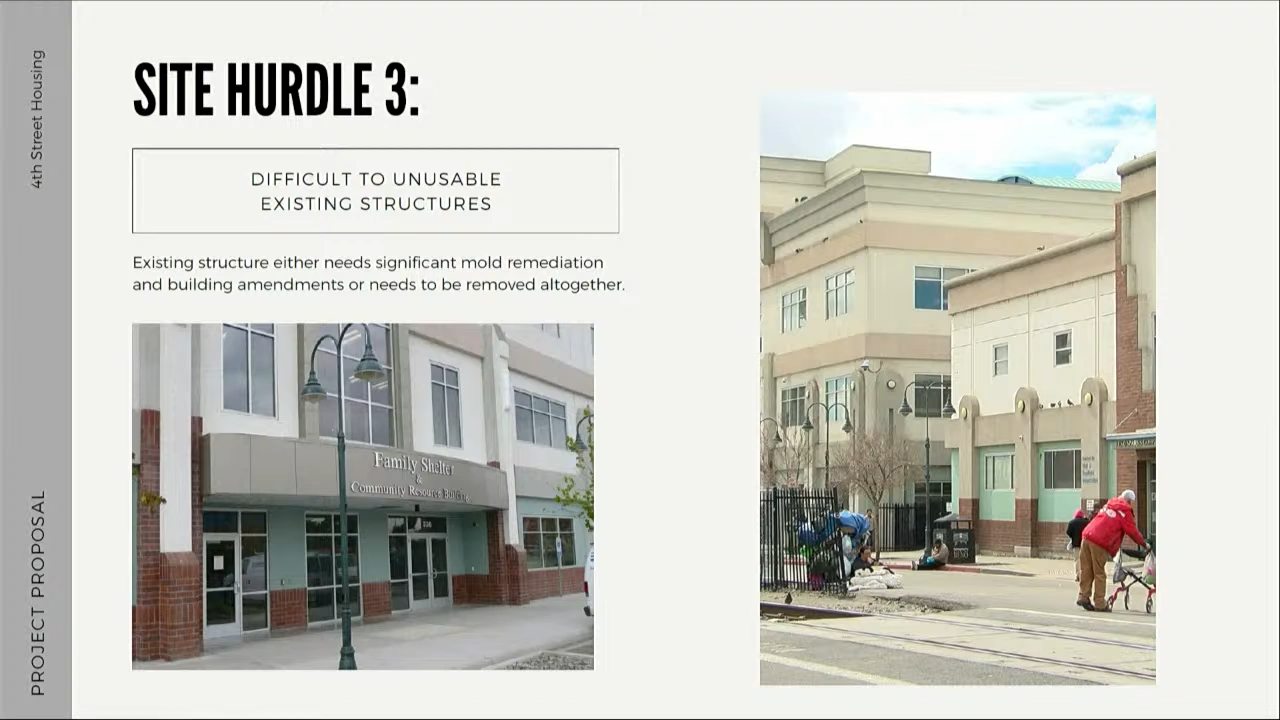 4th Street Housing
PROJECT PROPOSAL
SITE HURDLE 3:
DIFFICULT TO UNUSABLE
EXISTING STRUCTURES
Existing structure either needs significant mold remediation
and building amendments or needs to be removed altogether.
Family Shelter
&
Community Resource Building